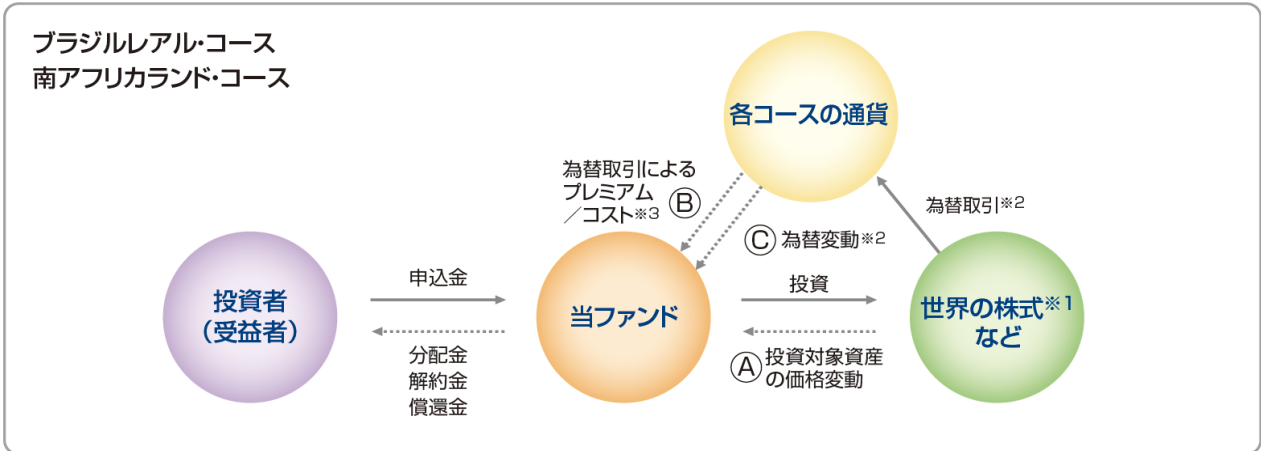 ブラジルレアル・コース
南アフリカランド・コース
各コースの通貨
為替取引による
プレミアム
／コスト※3 Ⓑ
為替取引※2
Ⓒ 為替変動※2
投資者
（受益者）
申込金
分配金
解約金
償還金
当ファンド
投資
Ⓐ 投資対象資産
の価格変動
世界の株式※1
など